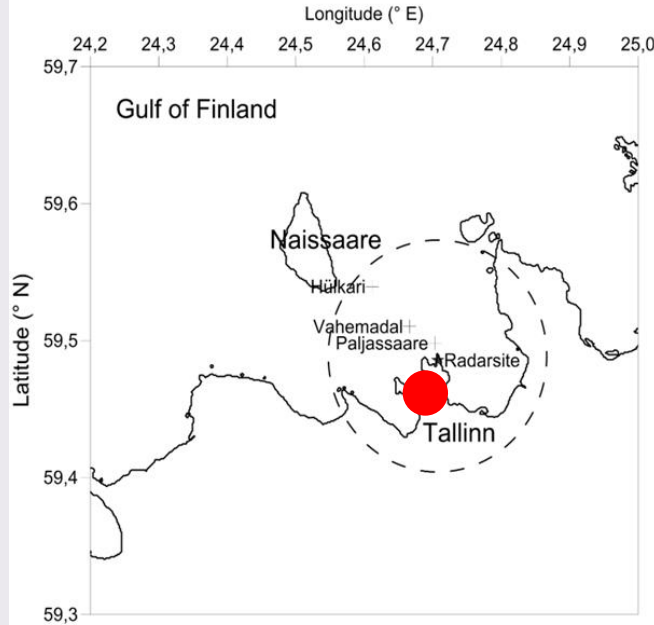 Longitude (° E)
24,2 24,3 24,4 24,5 24,6 24,7 24,8 24,9 25,0
59,7
Gulf of Finland
59,6
Naissaare
Hülkari
Latitude (° N)
Vahemadal
59,5
Paljassaare
Radarsite
Tallinn
59,4
59,3